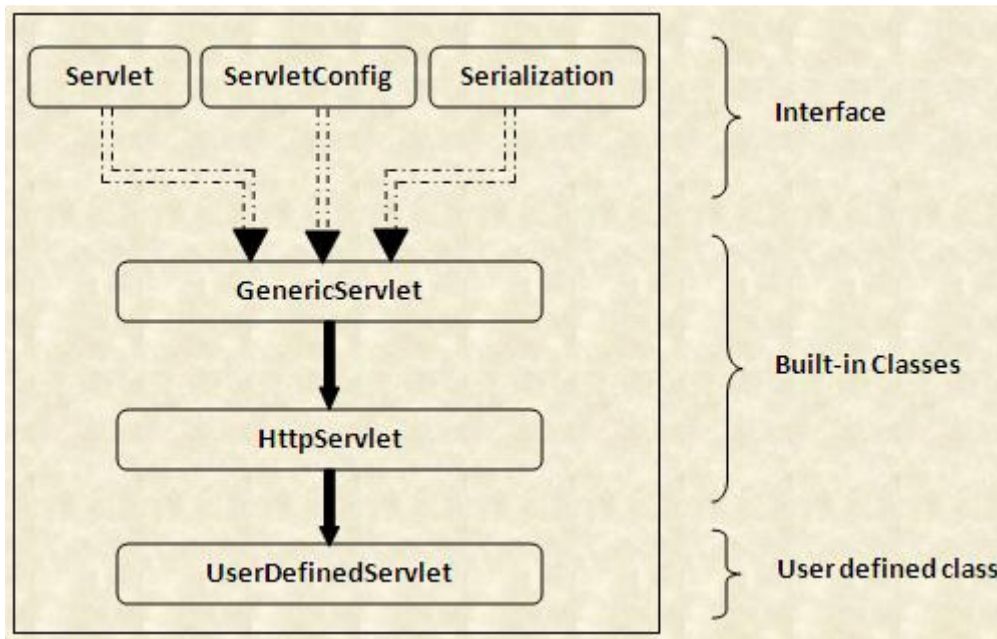 Servlet
ServletConfig
Serialization
Interface
GenericServlet
Built-in Classes
HttpServlet
UserDefinedServlet
User defined class